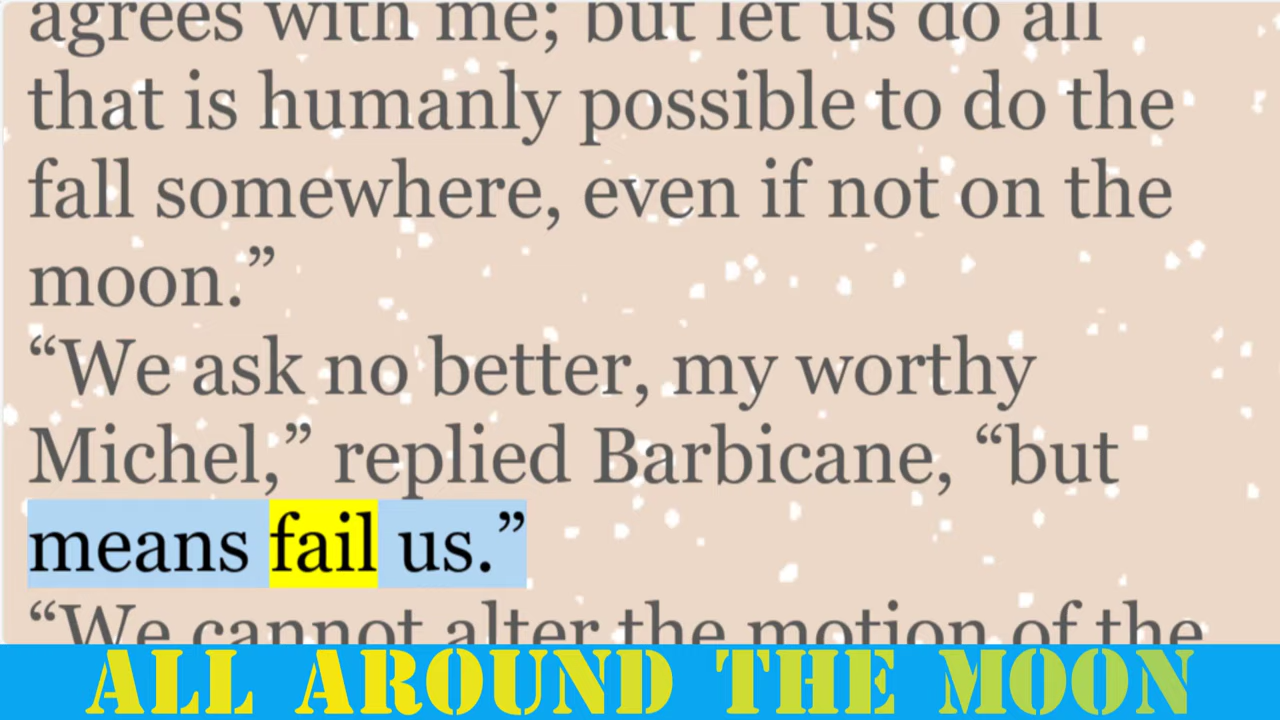 agrees with me; but let us do all
that is humanly possible to do the
fall somewhere, even if not on the
moon.”
“We ask no better, my worthy
Michel,” replied Barbicane, “but
means fail us.”
“We cannot alter the motion of the
ALL AROUND THE MOON